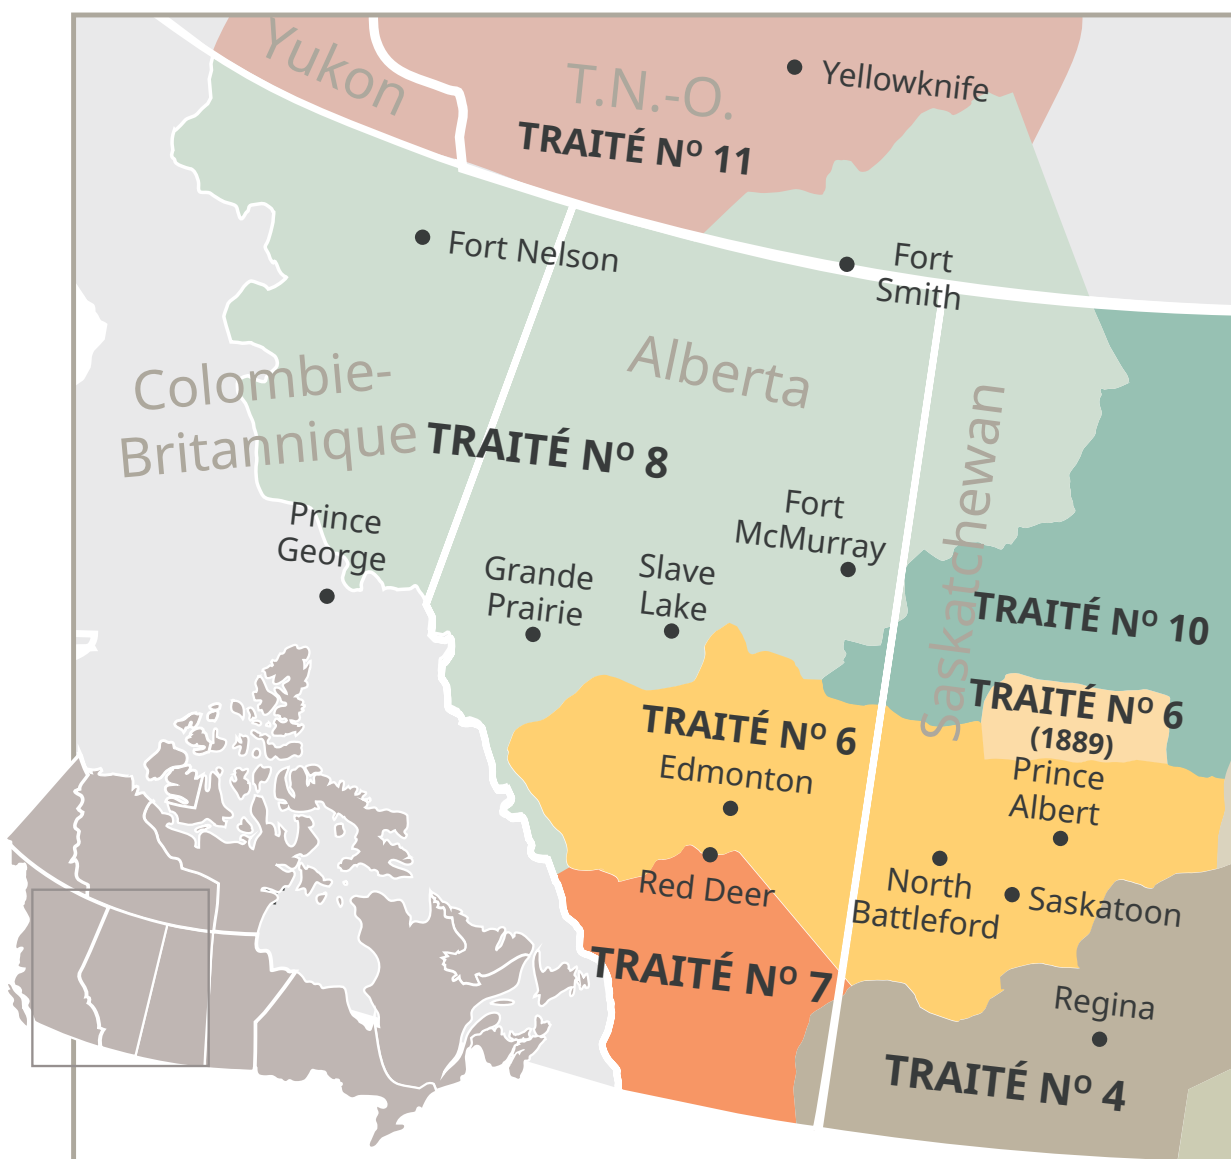 Yukon
T.N.-O.
Yellowknife
TRAITÉ Nº 11
Fort Nelson
Fort
Smith
Alberta
Colombie-
Britannique
TRAITÉ Nº 8
Saskatchewan
Prince
George
Fort
McMurray
Grande
Prairie
Slave
Lake
TRAITÉ Nº 10
TRAITÉ Nº 6
(1889)
TRAITÉ Nº 6
Edmonton
Prince
Albert
Red Deer
North
Battleford
Saskatoon
TRAITÉ Nº 7
Regina
TRAITÉ Nº 4